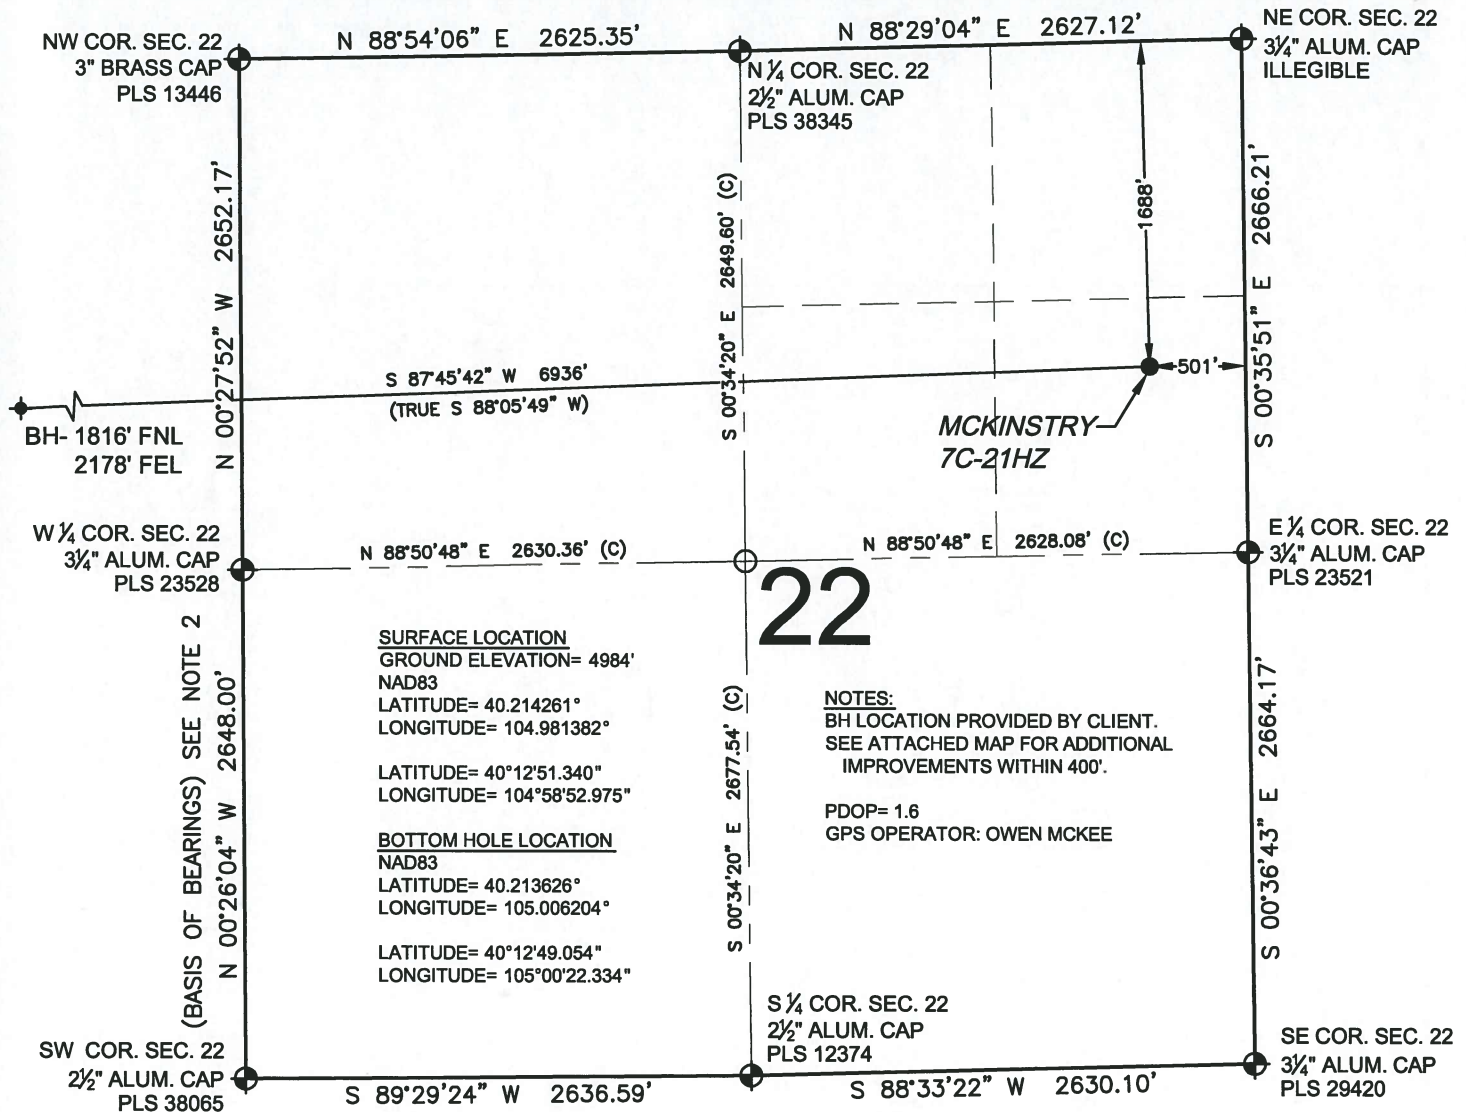 NW COR. SEC. 22
3" BRASS CAP
PLS 13446
N 88°54'06" E 2625.35'
N 88°29'04" E 2627.12'
NE COR. SEC. 22
3¼" ALUM. CAP
ILLEGIBLE
N ¼ COR. SEC. 22
2½" ALUM. CAP
PLS 38345
N 00°27'52" W 2652.17'
S 00°34'20" E 2649.60' (C)
1688'
S 00°35'51" E 2666.21'
S 87°45'42" W 6936'
(TRUE S 88°05'49" W)
501'
BH- 1816' FNL
2178' FEL
MCKINSTRY
7C-21HZ
W ¼ COR. SEC. 22
3¼" ALUM. CAP
PLS 23528
N 88°50'48" E 2630.36' (C)
N 88°50'48" E 2628.08' (C)
E ¼ COR. SEC. 22
3¼" ALUM. CAP
PLS 23521
22
(BASIS OF BEARINGS) SEE NOTE 2
N 00°26'04" W 2648.00'
SURFACE LOCATION
GROUND ELEVATION= 4984'
NAD83
LATITUDE= 40.214261°
LONGITUDE= 104.981382°
LATITUDE= 40°12'51.340"
LONGITUDE= 104°58'52.975"
BOTTOM HOLE LOCATION
NAD83
LATITUDE= 40.213626°
LONGITUDE= 105.006204°
LATITUDE= 40°12'49.054"
LONGITUDE= 105°00'22.334"
S 00°34'20" E 2677.54' (C)
NOTES:
BH LOCATION PROVIDED BY CLIENT.
SEE ATTACHED MAP FOR ADDITIONAL
IMPROVEMENTS WITHIN 400'.
PDOP= 1.6
GPS OPERATOR: OWEN MCKEE
S 00°36'43" E 2664.17'
SW COR. SEC. 22
2½" ALUM. CAP
PLS 38065
S 89°29'24" W 2636.59'
S ¼ COR. SEC. 22
2½" ALUM. CAP
PLS 12374
S 88°33'22" W 2630.10'
SE COR. SEC. 22
3¼" ALUM. CAP
PLS 29420